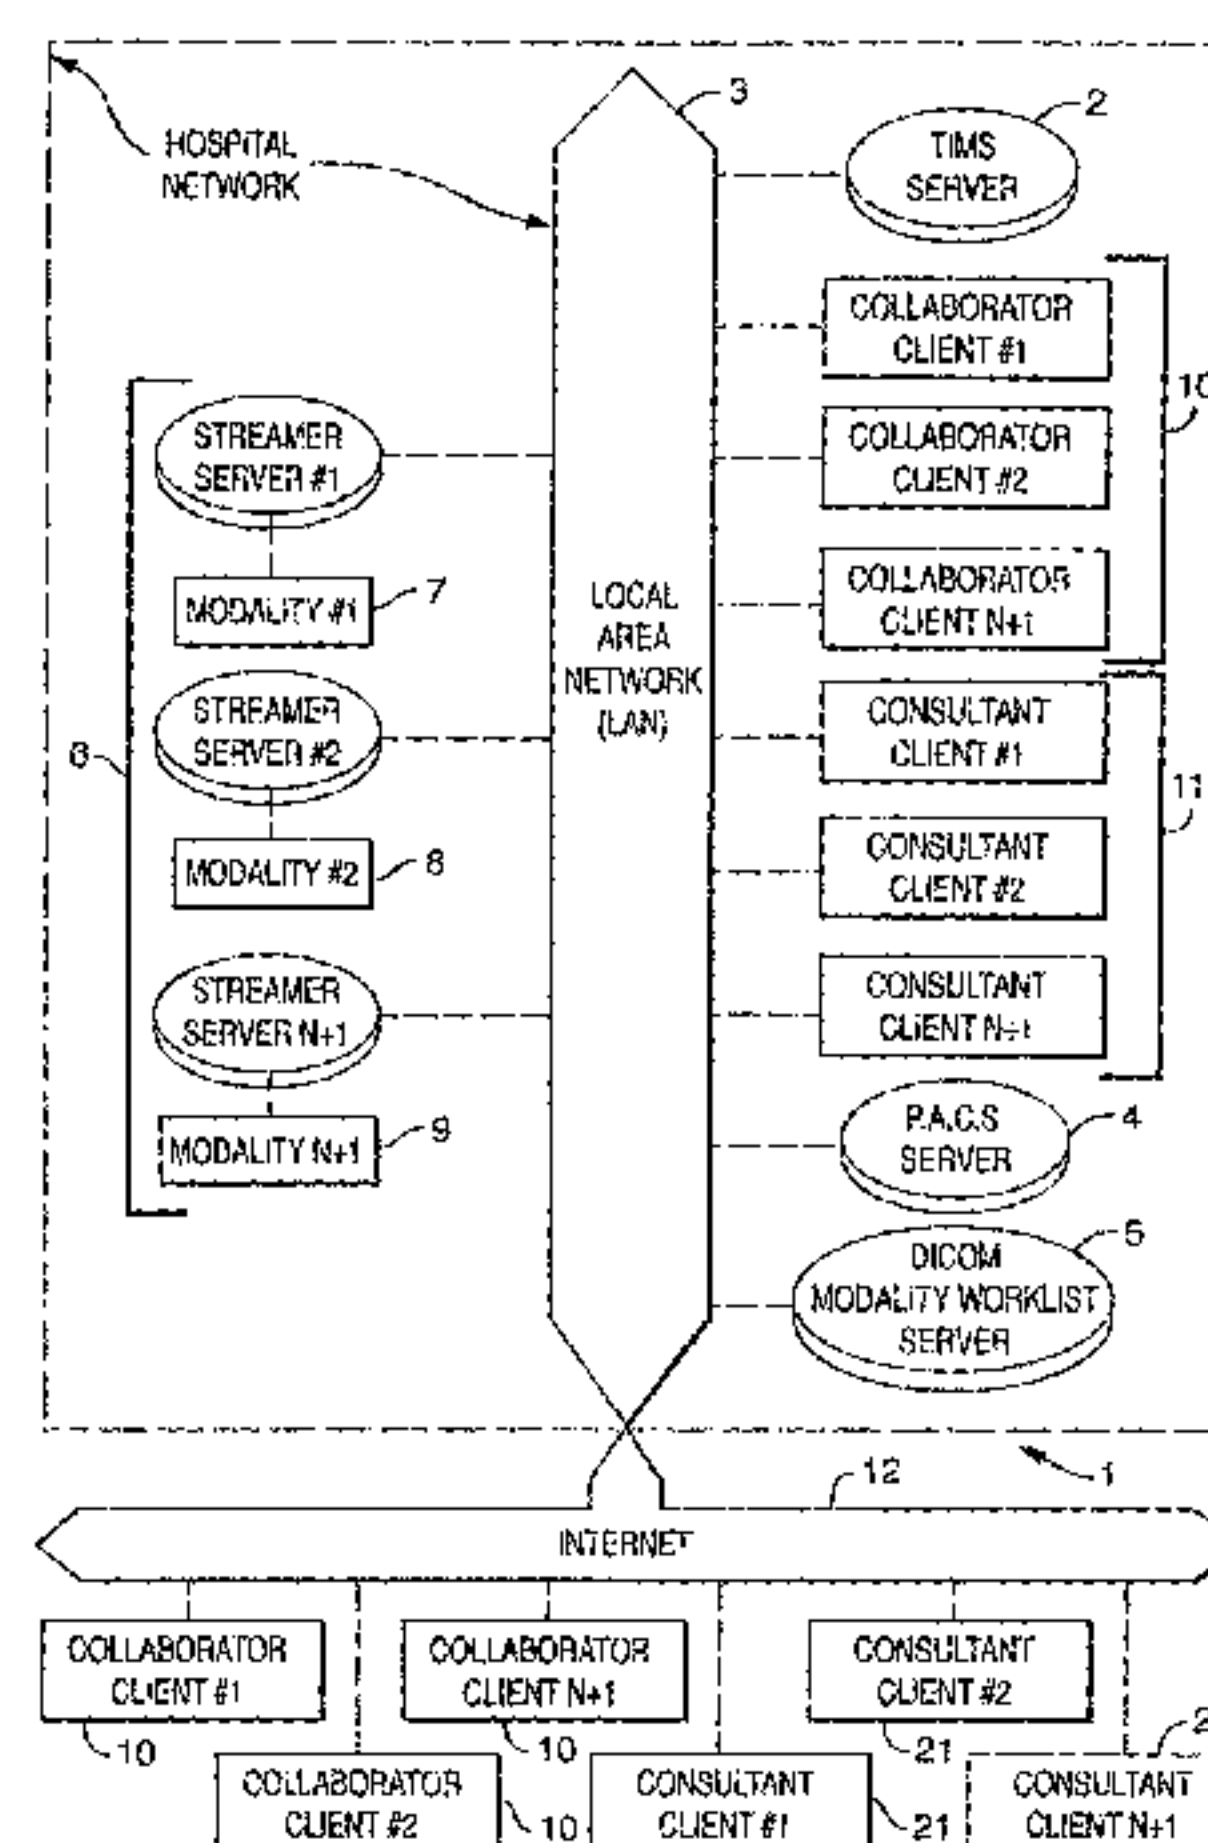 HOSPITAL
NETWORK
3
2
TIMS
SERVER
COLLABORATOR
CLIENT #1
10
COLLABORATOR
CLIENT #2
COLLABORATOR
CLIENT N+1
STREAMER
SERVER #1
MODALITY #1
7
LOCAL
AREA
NETWORK
(LAN)
STREAMER
SERVER #2
6
MODALITY #2
8
CONSULTANT
CLIENT #1
11
CONSULTANT
CLIENT #2
STREAMER
SERVER N+1
CONSULTANT
CLIENT N+1
MODALITY N+1
9
P.A.C.S
SERVER
4
DICOM
MODALITY WORKLIST
SERVER
5
1
12
INTERNET
COLLABORATOR
CLIENT #1
10
COLLABORATOR
CLIENT N+1
10
CONSULTANT
CLIENT #2
21
COLLABORATOR
CLIENT #2
10
CONSULTANT
CLIENT #1
21
CONSULTANT
CLIENT N+1